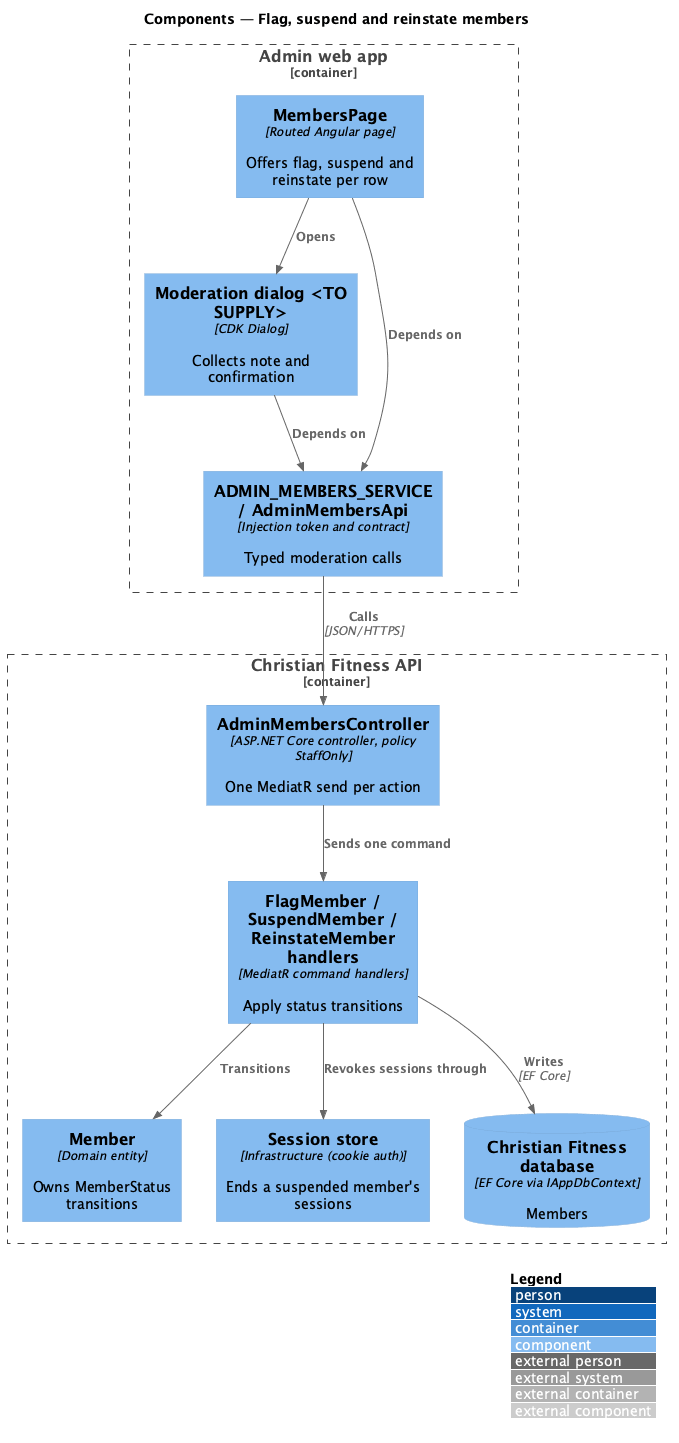 Components — Flag, suspend and reinstate members
Admin web app
[container]
MembersPage
[Routed Angular page]
Offers flag, suspend and
reinstate per row
Opens
Moderation dialog <TO
SUPPLY>
[CDK Dialog]
Collects note and
confirmation
Depends on
Depends on
ADMIN_MEMBERS_SERVICE
/ AdminMembersApi
[Injection token and contract]
Typed moderation calls
Calls
[JSON/HTTPS]
Christian Fitness API
[container]
AdminMembersController
[ASP.NET Core controller, policy
StaffOnly]
One MediatR send per action
Sends one command
FlagMember /
SuspendMember /
ReinstateMember
handlers
[MediatR command handlers]
Apply status transitions
Transitions
Revokes sessions through
Writes
[EF Core]
Member
[Domain entity]
Owns MemberStatus
transitions
Session store
[Infrastructure (cookie auth)]
Ends a suspended member's
sessions
Christian Fitness
database
[EF Core via IAppDbContext]
Members
Legend
person
system
container
component
external person
external system
external container
external component